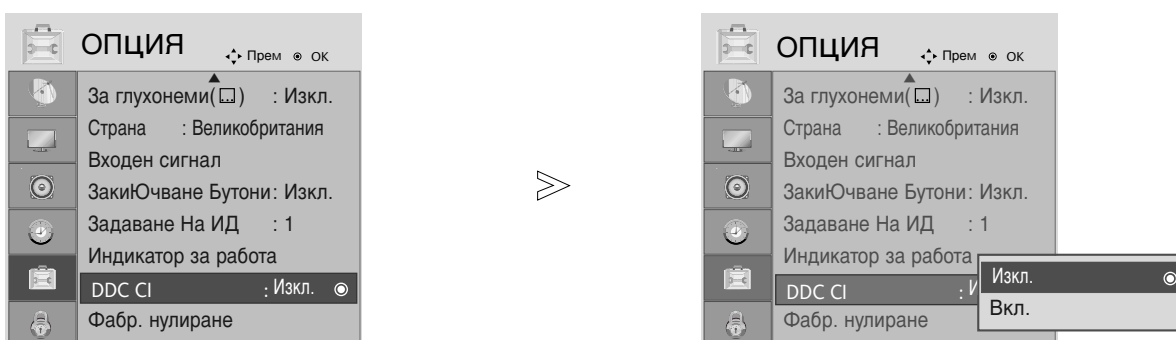 ОПЦИЯ Прем OK
За глухонеми( ) : Изкл.
Страна : Великобритания
Входен сигнал
ЗакиЮчване Бутони: Изкл.
Задаване На ИД : 1
Индикатор за работа
DDC CI : Изкл.
Фабр. нулиране
ОПЦИЯ Прем OK
За глухонеми( ) : Изкл.
Страна : Великобритания
Входен сигнал
ЗакиЮчване Бутони: Изкл.
Задаване На ИД : 1
Индикатор за работа
DDC CI :
Изкл.
Вкл.
Фабр. нулиране